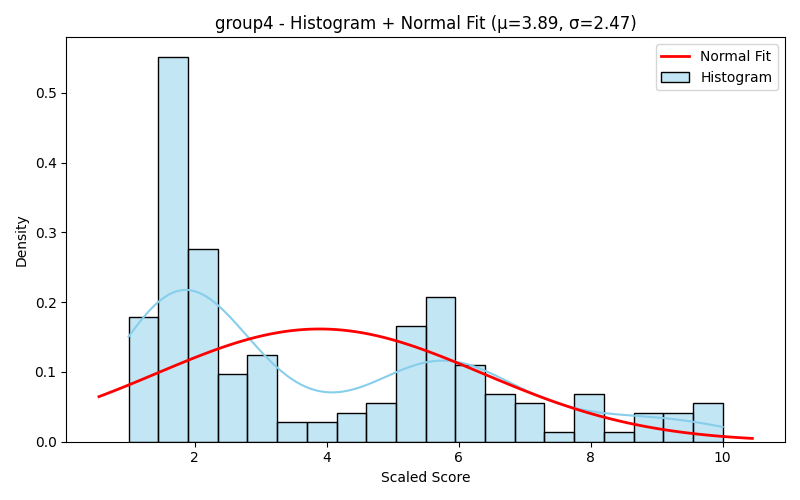 group4 - Histogram + Normal Fit (μ=3.89, σ=2.47)
Normal Fit
Histogram
Density
0.5
0.4
0.3
0.2
0.1
0.0
2
4
6
8
10
Scaled Score